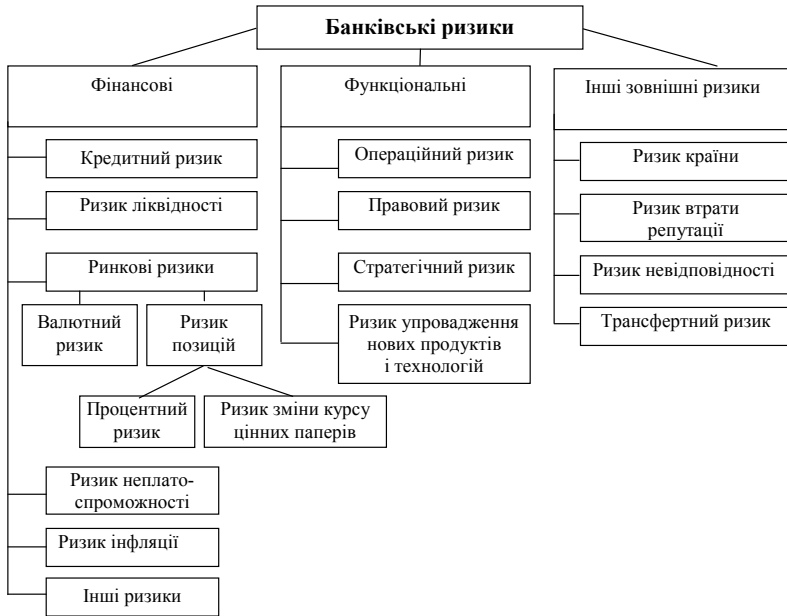 Банківські ризики
Фінансові
Функціональні
Інші зовнішні ризики
Кредитний ризик
Ризик ліквідності
Ринкові ризики
Валютний
ризик
Ризик
позицій
Процентний
ризик
Ризик зміни курсу
цінних паперів
Ризик неплато-
спроможності
Ризик інфляції
Інші ризики
Операційний ризик
Правовий ризик
Стратегічний ризик
Ризик упровадження
нових продуктів
і технологій
Ризик країни
Ризик втрати
репутації
Ризик невідповідності
Трансфертний ризик